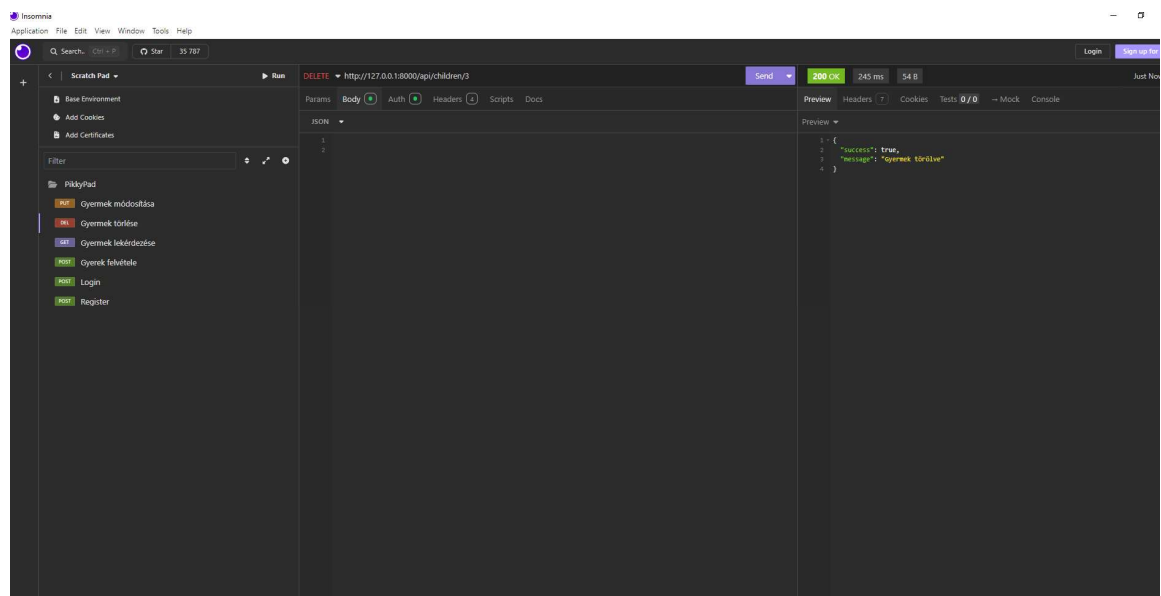 Insomnia
Application File Edit View Window Tools Help
Search.. Ctrl + P Star 35 787 Login Sign up for
Scratch Pad Run DELETE http://127.0.0.1:8000/api/children/3 Send 200 OK 245 ms 54 B Just Now
Base Environment Params Body Auth Headers 4 Scripts Docs Preview Headers 7 Cookies Tests 0 / 0 → Mock Console
Add Cookies
Add Certificates JSON Preview
1 1 {
2 2 "success": true,
Filter 3 "message": "Gyermek törölve"
4 }
PikkyPad
PUT Gyermek módosítása
DEL Gyermek törlése
GET Gyermek lekérdezése
POST Gyerek felvétele
POST Login
POST Register